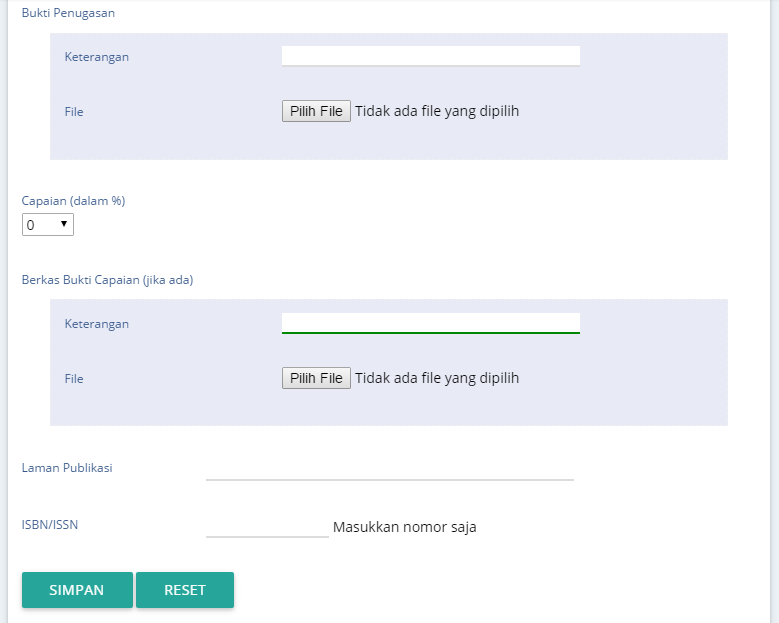 Bukti Penugasan
Keterangan
File Pilih File Tidak ada file yang dipilih
Capaian (dalam %)
0
Berkas Bukti Capaian (jika ada)
Keterangan
File Pilih File Tidak ada file yang dipilih
Laman Publikasi
ISBN/ISSN Masukkan nomor saja
SIMPAN RESET